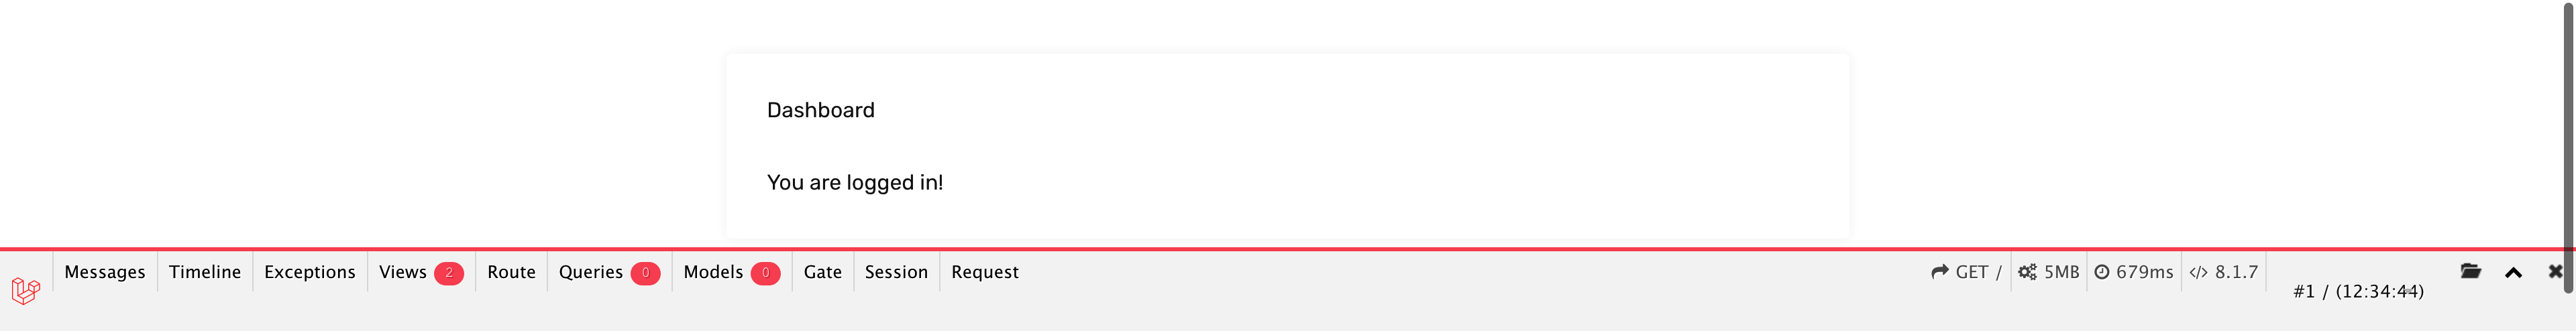 Dashboard
You are logged in!
Messages Timeline Exceptions Views 2 Route Queries 0 Models 0 Gate Session Request GET / 5MB 679ms </> 8.1.7
#1 / (12:34:44)